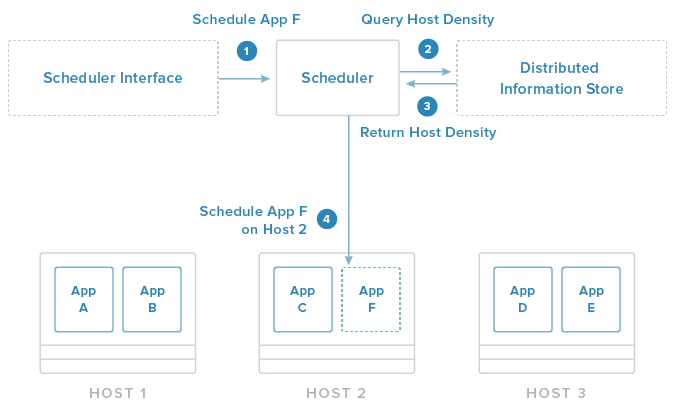 Schedule App F
Query Host Density
1
2
Scheduler Interface
Scheduler
Distributed
Information Store
3
Return Host Density
Schedule App F
on Host 2
4
App
A
App
B
App
C
App
F
App
D
App
E
HOST 1
HOST 2
HOST 3